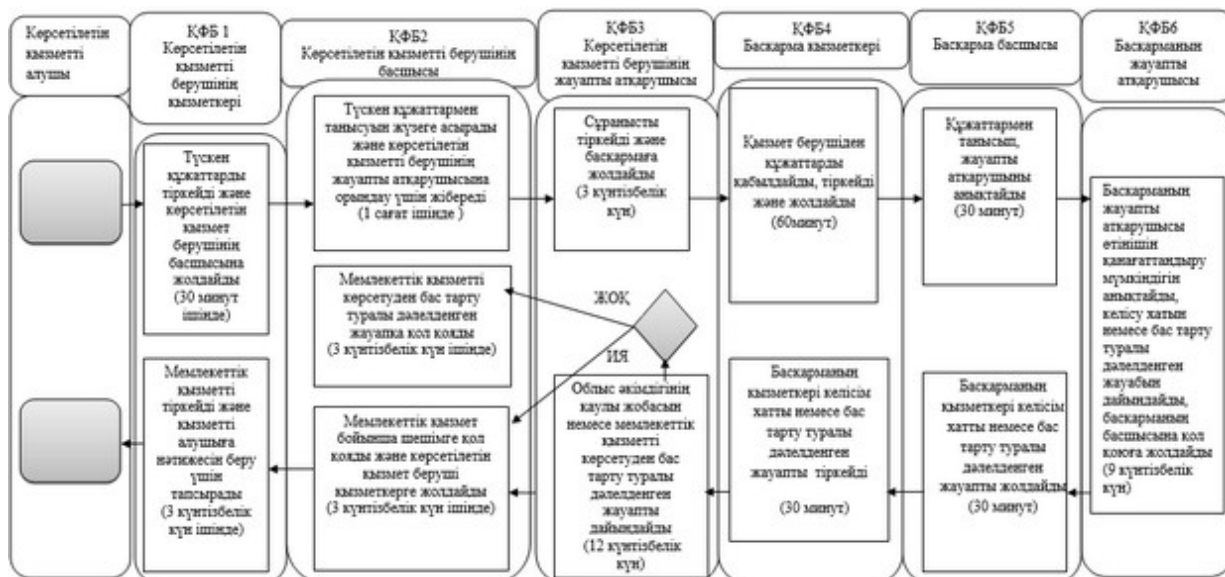 Көрсетілетін
қызметті
алушы
ҚФБ 1
Көрсетілетін
қызметті
берушінің
қызметкері
ҚФБ2
Көрсетілетін қызметті берушінің
басшысы
ҚФБ3
Көрсетілетін
қызметті берушінің
жауапты атқарушысы
ҚФБ4
Басқарма қызметкері
ҚФБ5
Басқарма басшысы
ҚФБ6
Басқарманың
жауапты
атқарушысы
Түскен
құжаттарды
тіркейді және
көрсетілетін
қызмет
берушінің
басшысына
жолдайды
(30 минут
ішінде)
Түскен құжаттармен
танысуын жүзеге асырады
және көрсетілетін
қызметті берушінің
жауапты атқарушысына
орындау үшін жібереді
(1 сағат ішінде )
Сұранысты
тіркейді және
басқармаға
жолдайды
(3 күнтізбелік
күн)
Қызмет берушіден
құжаттарды
қабылдайды, тіркейді
және жолдайды
(60минут)
Құжаттармен
танысып,
жауапты
атқарушыны
анықтайды
(30 минут)
Басқарманың
жауапты
атқарушысы
өтінішін
қанағаттандыру
мүмкіндігін
анықтайды,
келісу хатын
немесе бас тарту
туралы
дәлелденген
жауабын
дайындайды,
басқарманың
басшысына қол
қоюға жолдайды
(9 күнтізбелік
күн)
Мемлекеттік қызметті
көрсетуден бас тарту
туралы дәлелденген
жауапқа қол қояды
(3 күнтізбелік күн ішінде)
ЖОҚ
ИЯ
Мемлекеттік
қызметті
тіркейді және
қызметті
алушыға
нәтижесін беру
үшін
тапсырады
(3 күнтізбелік
күн ішінде)
Мемлекеттік қызмет
бойынша шешімге қол
қояды және көрсетілетін
қызмет беруші
қызметкерге жолдайды
(3 күнтізбелік күн ішінде)
Облыс әкімдігінің
қаулы жобасын
немесе мемлекеттік
қызметті
көрсетуден бас
тарту туралы
дәлелденген
жауапты
дайындайды
(12 күнтізбелік
күн)
Басқарманың
қызметкері келісім
хатты немесе бас
тарту туралы
дәлелденген
жауапты тіркейді
(30 минут)
Басқарманың
қызметкері келісім
хатты немесе бас
тарту туралы
дәлелденген
жауапты жолдайды
(30 минут)